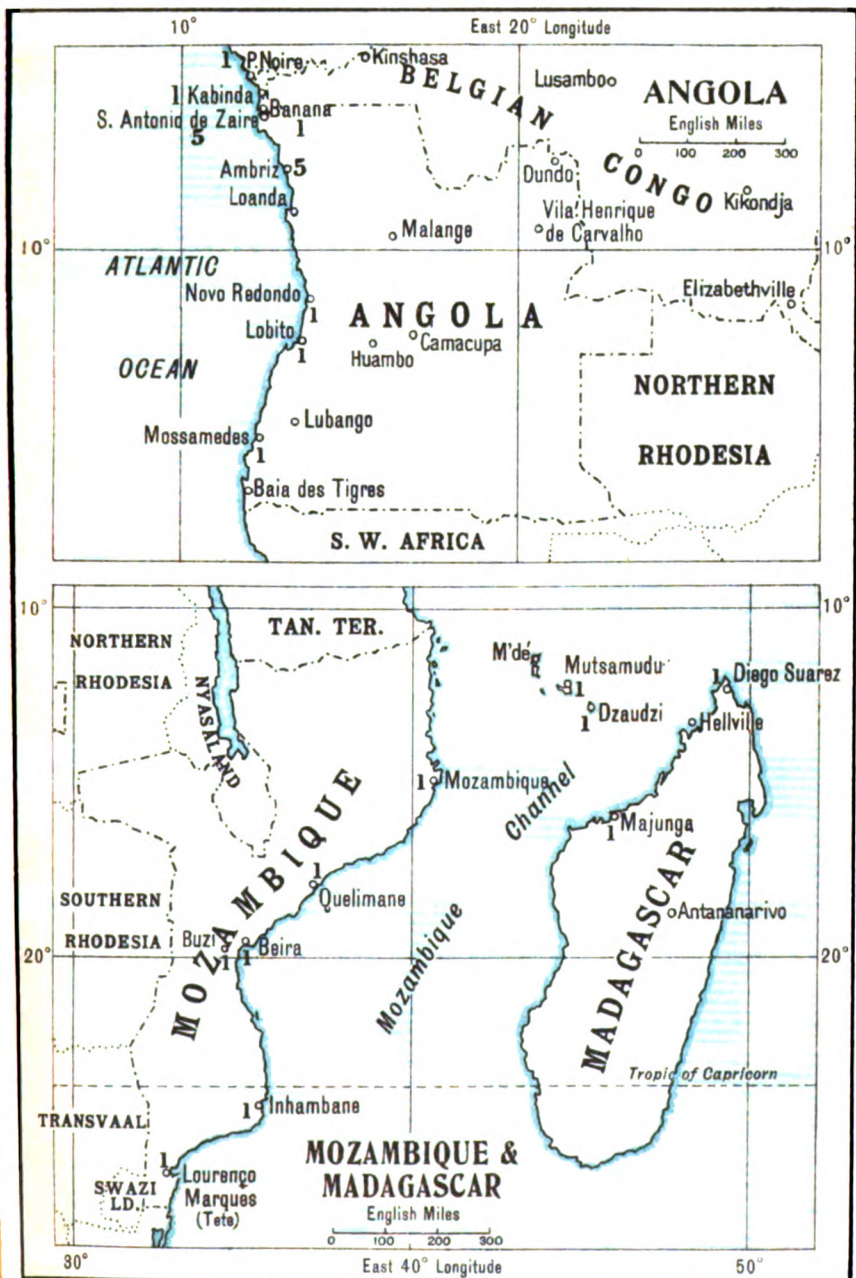 10° East 20° Longitude
1 P. Noire
Kinshasa
BELGIAN
Lusambo
ANGOLA
English Miles
0 100 200 300
1 Kabinda
Banana
1
S. Antonio de Zaire
5
CONGO
Ambriz 5
Dundo
Kikondja
Loanda
Vila Henrique
de Carvalho
Malange
10° 10°
ATLANTIC
Novo Redondo
1
ANGOLA
Elizabethville
Lobito
1
Camacupa
Huambo
OCEAN
NORTHERN
RHODESIA
Lubango
Mossamedes
1
Baia des Tigres
S. W. AFRICA
10° 10°
NORTHERN
RHODESIA
TAN. TER.
NYASALAND
M'dég
Mutsamudu
1
Dzaudzi
1
1 Diego Suarez
Hellville
1 Mozambique
Channel
Majunga
1
MOZAMBIQUE
1
Quelimane
SOUTHERN
RHODESIA
Buzi
1
Beira
1
Mozambique
MADAGASCAR
Antananarivo
20° 20°
Tropic of Capricorn
TRANSVAAL
1 Inhambane
1
Lourenço
Marques
(Tete)
SWAZI
LD.
MOZAMBIQUE &
MADAGASCAR
English Miles
0 100 200 300
30° East 40° Longitude 50°